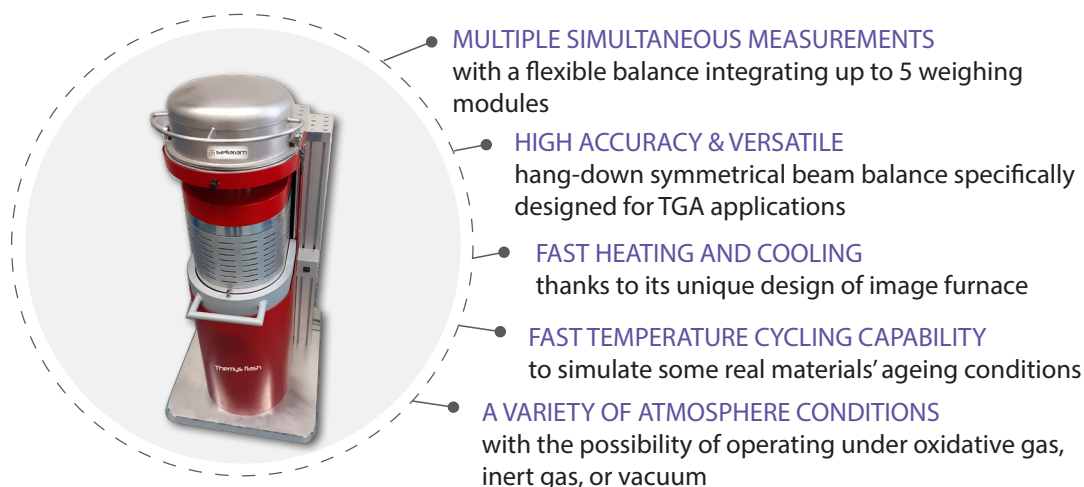 MULTIPLE SIMULTANEOUS MEASUREMENTS
with a flexible balance integrating up to 5 weighing
modules
HIGH ACCURACY & VERSATILE
hang-down symmetrical beam balance specifically
designed for TGA applications
FAST HEATING AND COOLING
thanks to its unique design of image furnace
FAST TEMPERATURE CYCLING CAPABILITY
to simulate some real materials’ ageing conditions
A VARIETY OF ATMOSPHERE CONDITIONS
with the possibility of operating under oxidative gas,
inert gas, or vacuum
setaram
Themys flash